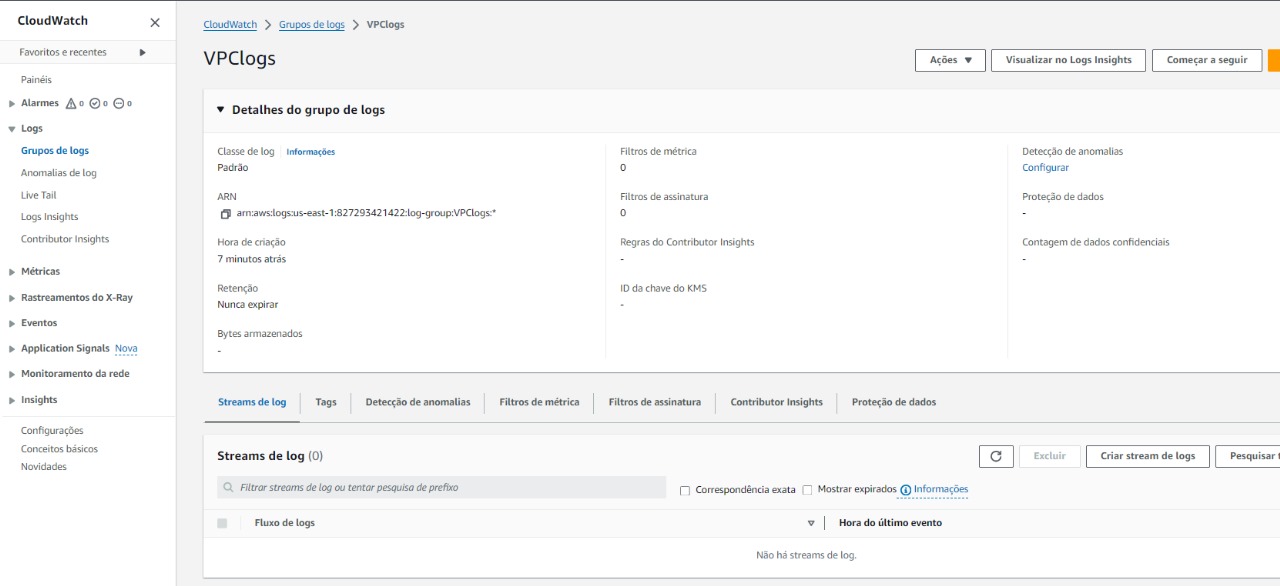 CloudWatch
Favoritos e recentes
Painéis
Alarmes 0 0 0
Logs
Grupos de logs
Anomalias de log
Live Tail
Logs Insights
Contributor Insights
Métricas
Rastreamentos do X-Ray
Eventos
Application Signals Nova
Monitoramento da rede
Insights
Configurações
Conceitos básicos
Novidades
CloudWatch > Grupos de logs > VPClogs
VPClogs
Ações
Visualizar no Logs Insights
Começar a seguir
Detalhes do grupo de logs
Classe de log | Informações
Padrão
ARN
arn:aws:logs:us-east-1:827293421422:log-group:VPClogs:*
Hora de criação
7 minutos atrás
Retenção
Nunca expirar
Bytes armazenados
-
Filtros de métrica
0
Filtros de assinatura
0
Regras do Contributor Insights
-
ID da chave do KMS
-
Detecção de anomalias
Configurar
Proteção de dados
-
Contagem de dados confidenciais
-
Streams de log
Tags
Detecção de anomalias
Filtros de métrica
Filtros de assinatura
Contributor Insights
Proteção de dados
Streams de log (0)
Excluir
Criar stream de logs
Pesquisar
Filtrar streams de log ou tentar pesquisa de prefixo
Correspondência exata
Mostrar expirados
Informações
Fluxo de logs
Hora do último evento
Não há streams de log.